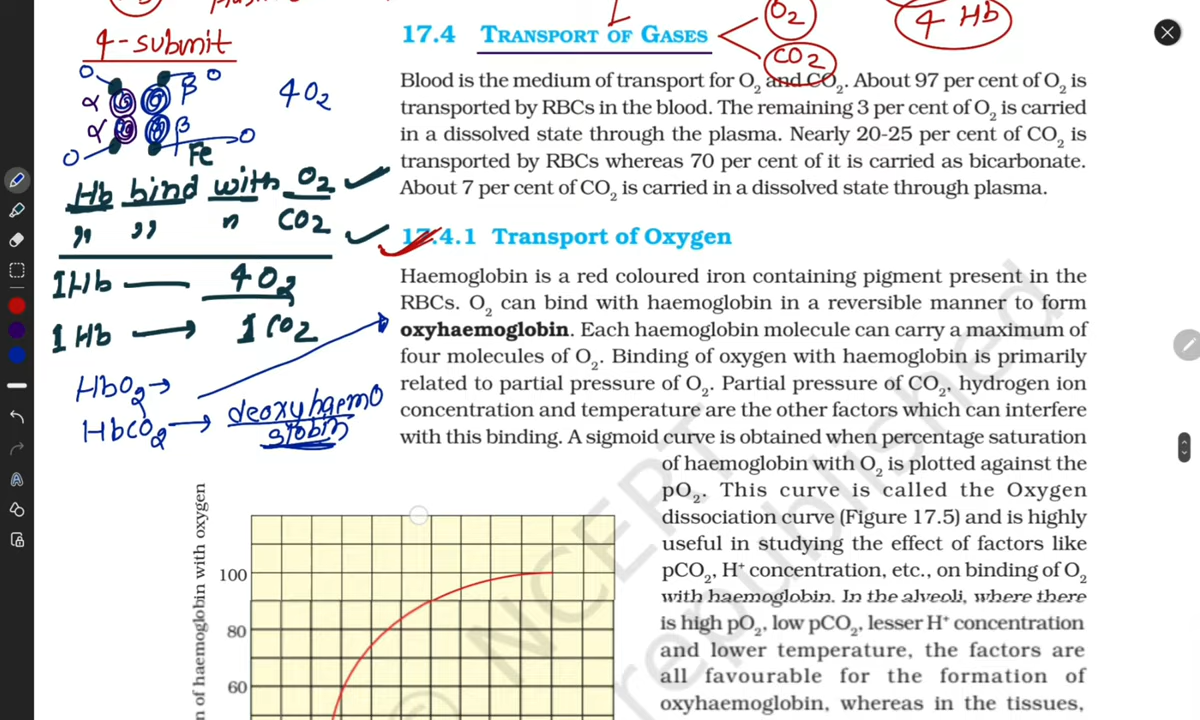 4-subunit
O O
α β
α β
O O
Fe
4O2
Hb bind with O2
,, ,, n CO2
1Hb — 4O2
1 Hb → 1 CO2
HbO2→
HbCO2 → deoxyhaemo
globin
O2
CO2
4 Hb
17.4 TRANSPORT OF GASES
Blood is the medium of transport for O2 and CO2. About 97 per cent of O2 is
transported by RBCs in the blood. The remaining 3 per cent of O2 is carried
in a dissolved state through the plasma. Nearly 20-25 per cent of CO2 is
transported by RBCs whereas 70 per cent of it is carried as bicarbonate.
About 7 per cent of CO2 is carried in a dissolved state through plasma.
17.4.1 Transport of Oxygen
Haemoglobin is a red coloured iron containing pigment present in the
RBCs. O2 can bind with haemoglobin in a reversible manner to form
oxyhaemoglobin. Each haemoglobin molecule can carry a maximum of
four molecules of O2. Binding of oxygen with haemoglobin is primarily
related to partial pressure of O2. Partial pressure of CO2, hydrogen ion
concentration and temperature are the other factors which can interfere
with this binding. A sigmoid curve is obtained when percentage saturation
of haemoglobin with O2 is plotted against the
pO2. This curve is called the Oxygen
dissociation curve (Figure 17.5) and is highly
useful in studying the effect of factors like
pCO2, H+ concentration, etc., on binding of O2
with haemoglobin. In the alveoli, where there
is high pO2, low pCO2, lesser H+ concentration
and lower temperature, the factors are
all favourable for the formation of
oxyhaemoglobin, whereas in the tissues,
n of haemoglobin with oxygen
100
80
60
© NCERT
republished